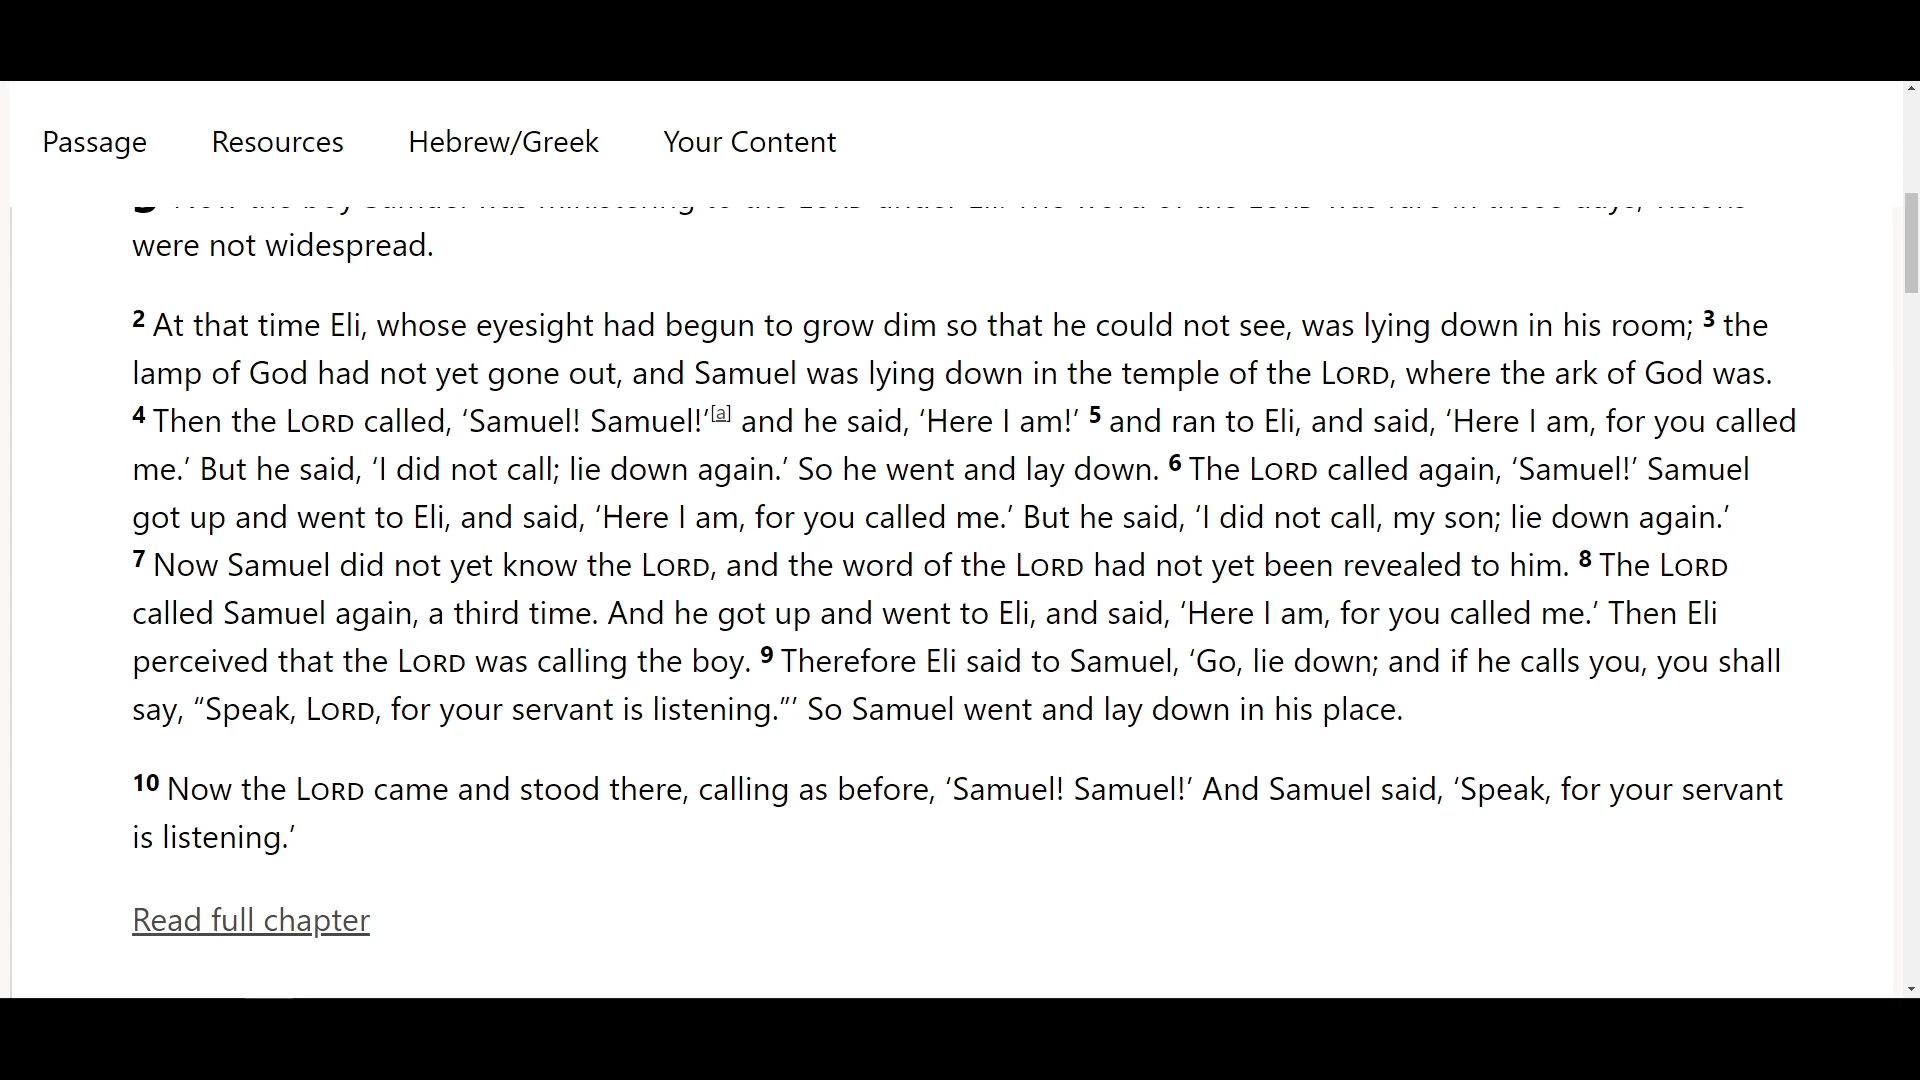 Passage Resources Hebrew/Greek Your Content
were not widespread.
2 At that time Eli, whose eyesight had begun to grow dim so that he could not see, was lying down in his room; 3 the
lamp of God had not yet gone out, and Samuel was lying down in the temple of the LORD, where the ark of God was.
4 Then the LORD called, ‘Samuel! Samuel!’[a] and he said, ‘Here I am!’ 5 and ran to Eli, and said, ‘Here I am, for you called
me.’ But he said, ‘I did not call; lie down again.’ So he went and lay down. 6 The LORD called again, ‘Samuel!’ Samuel
got up and went to Eli, and said, ‘Here I am, for you called me.’ But he said, ‘I did not call, my son; lie down again.’
7 Now Samuel did not yet know the LORD, and the word of the LORD had not yet been revealed to him. 8 The LORD
called Samuel again, a third time. And he got up and went to Eli, and said, ‘Here I am, for you called me.’ Then Eli
perceived that the LORD was calling the boy. 9 Therefore Eli said to Samuel, ‘Go, lie down; and if he calls you, you shall
say, “Speak, LORD, for your servant is listening.”’ So Samuel went and lay down in his place.
10 Now the LORD came and stood there, calling as before, ‘Samuel! Samuel!’ And Samuel said, ‘Speak, for your servant
is listening.’
Read full chapter